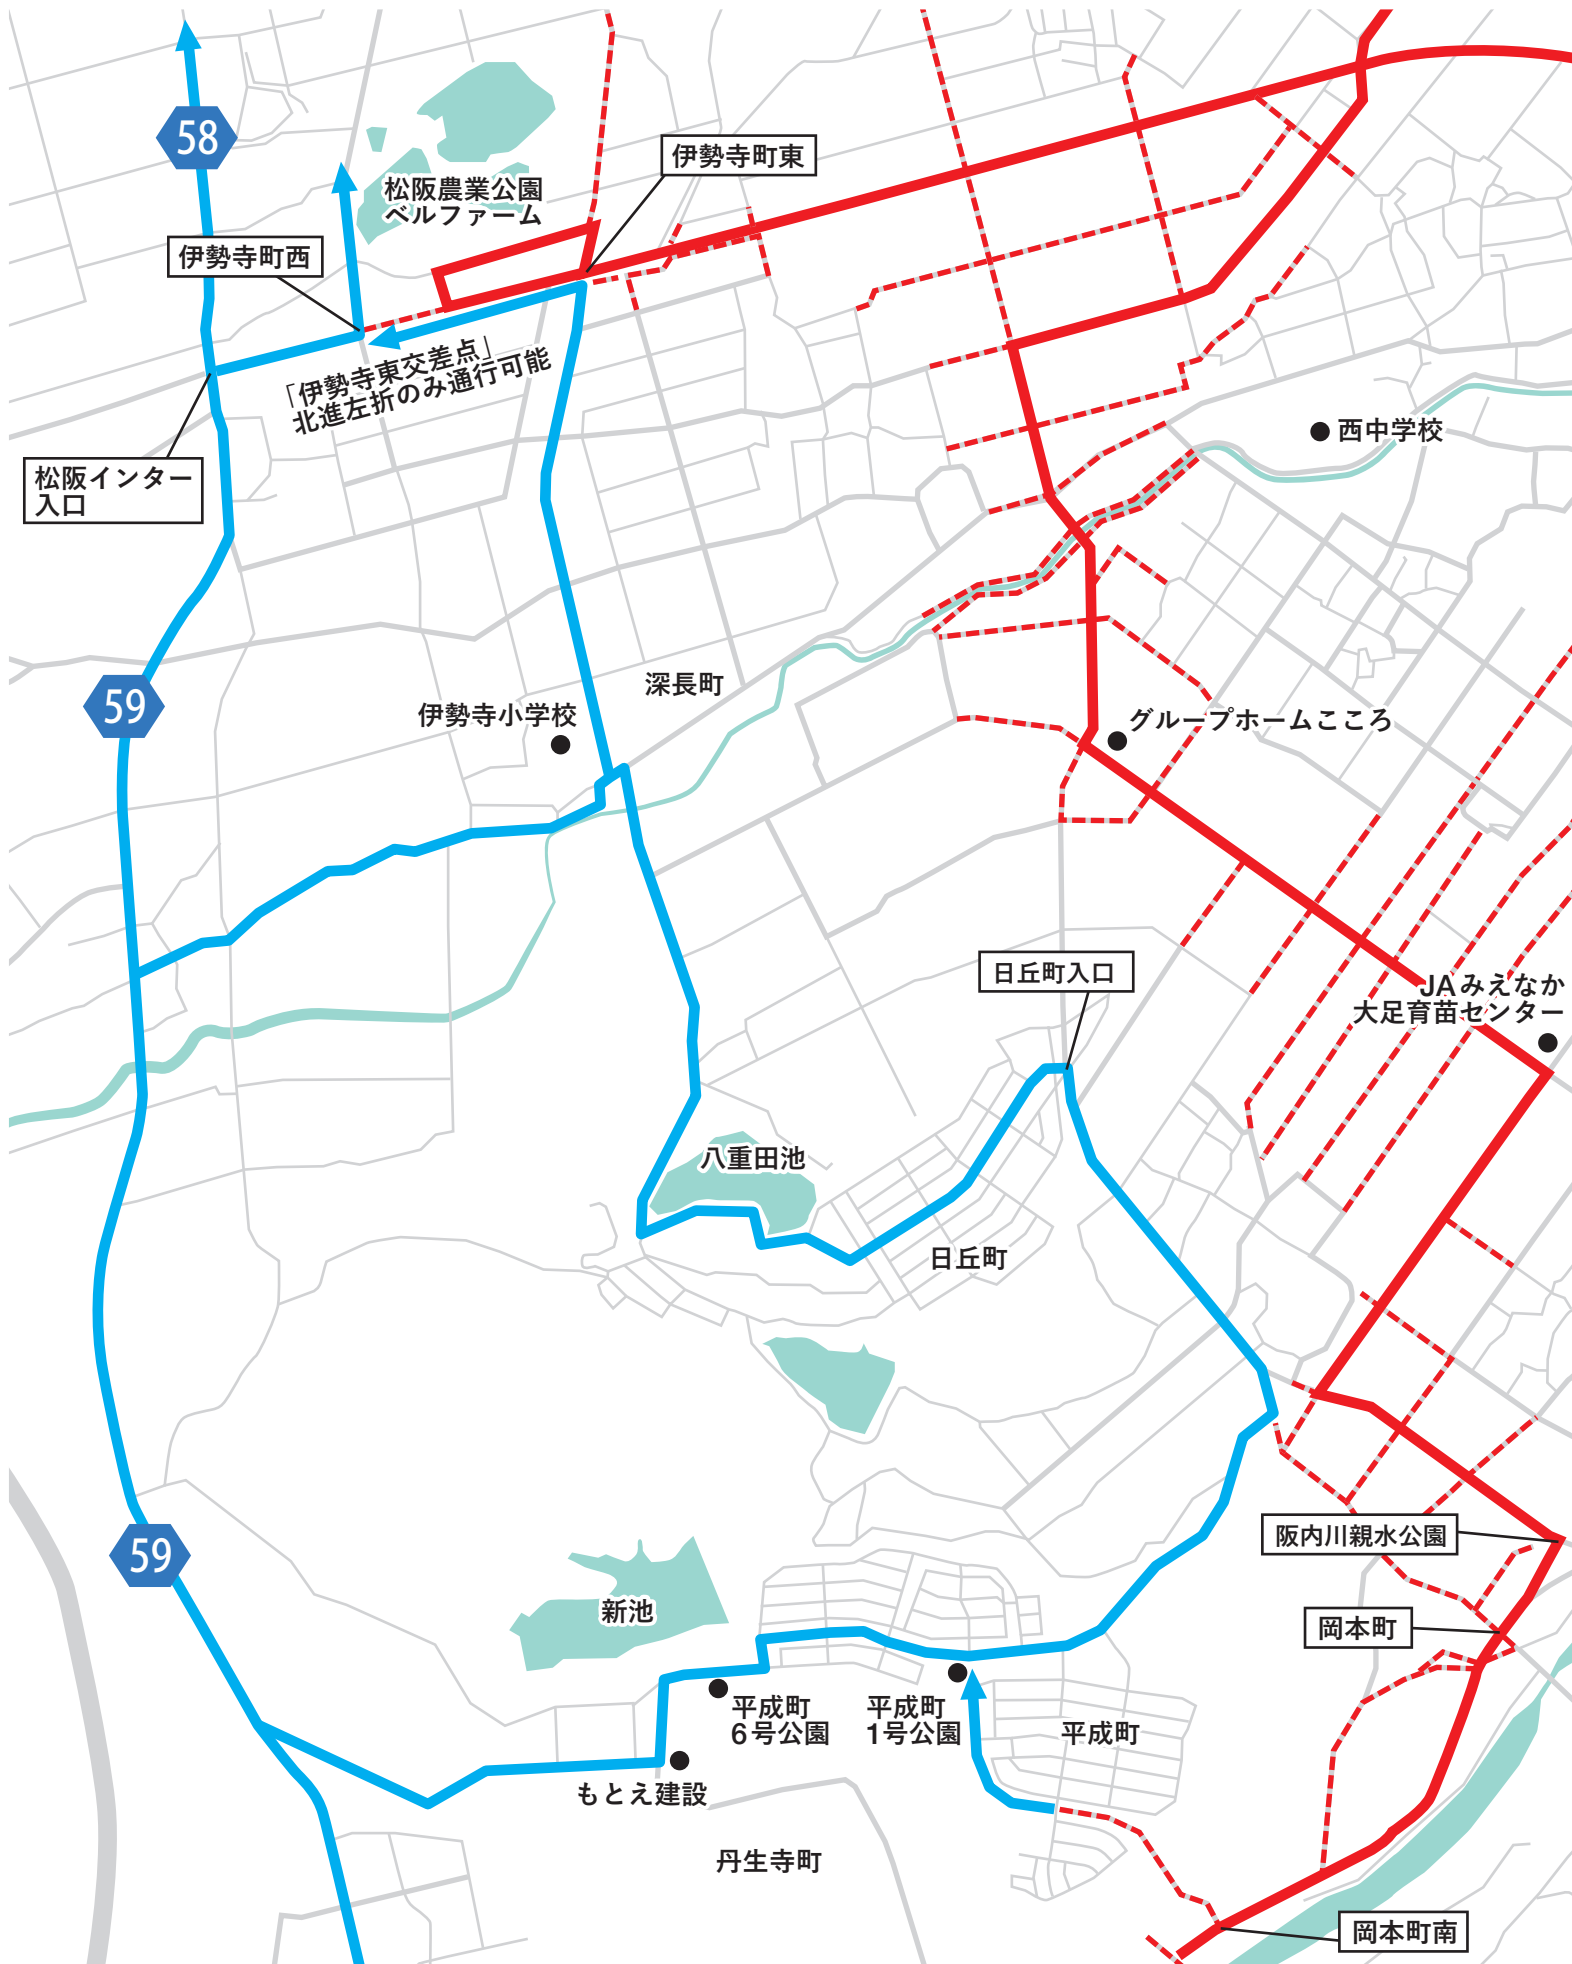 58
伊勢寺町東
松阪農業公園
ベルファーム
伊勢寺町西
「伊勢寺東交差点」
北進左折のみ通行可能
西中学校
松阪インター
入口
深長町
59
伊勢寺小学校
グループホームこころ
日丘町入口
JAみえなか
大足育苗センター
八重田池
日丘町
阪内川親水公園
59
新池
岡本町
平成町
6号公園
平成町
1号公園
平成町
もとえ建設
丹生寺町
岡本町南